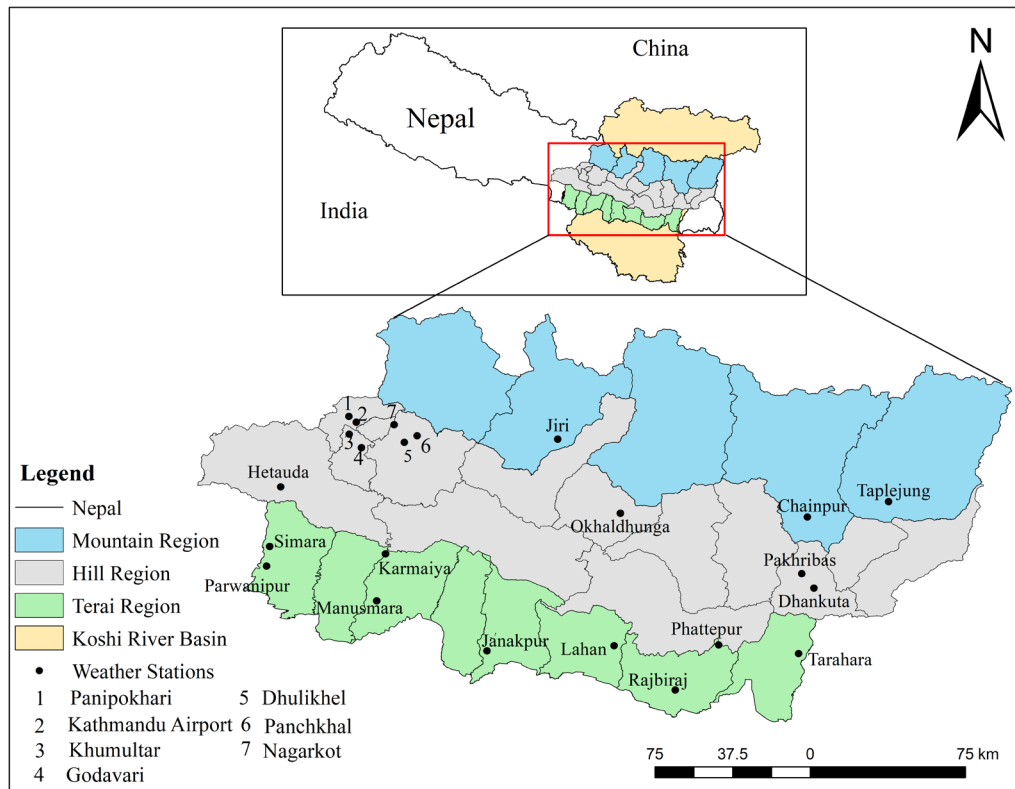 China
N
Nepal
India
1
2
7
3
4
5
6
Jiri
Hetauda
Taplejung
Chainpur
Okhaldhunga
Simara
Karmaiya
Pakhribas
Parwanipur
Dhankuta
Manusmara
Phattepur
Janakpur
Lahan
Tarahara
Rajbiraj
Legend
Nepal
Mountain Region
Hill Region
Terai Region
Koshi River Basin
Weather Stations
1 Panipokhari 5 Dhulikhel
2 Kathmandu Airport 6 Panchkhal
3 Khumultar 7 Nagarkot
4 Godavari
75 37.5 0 75 km